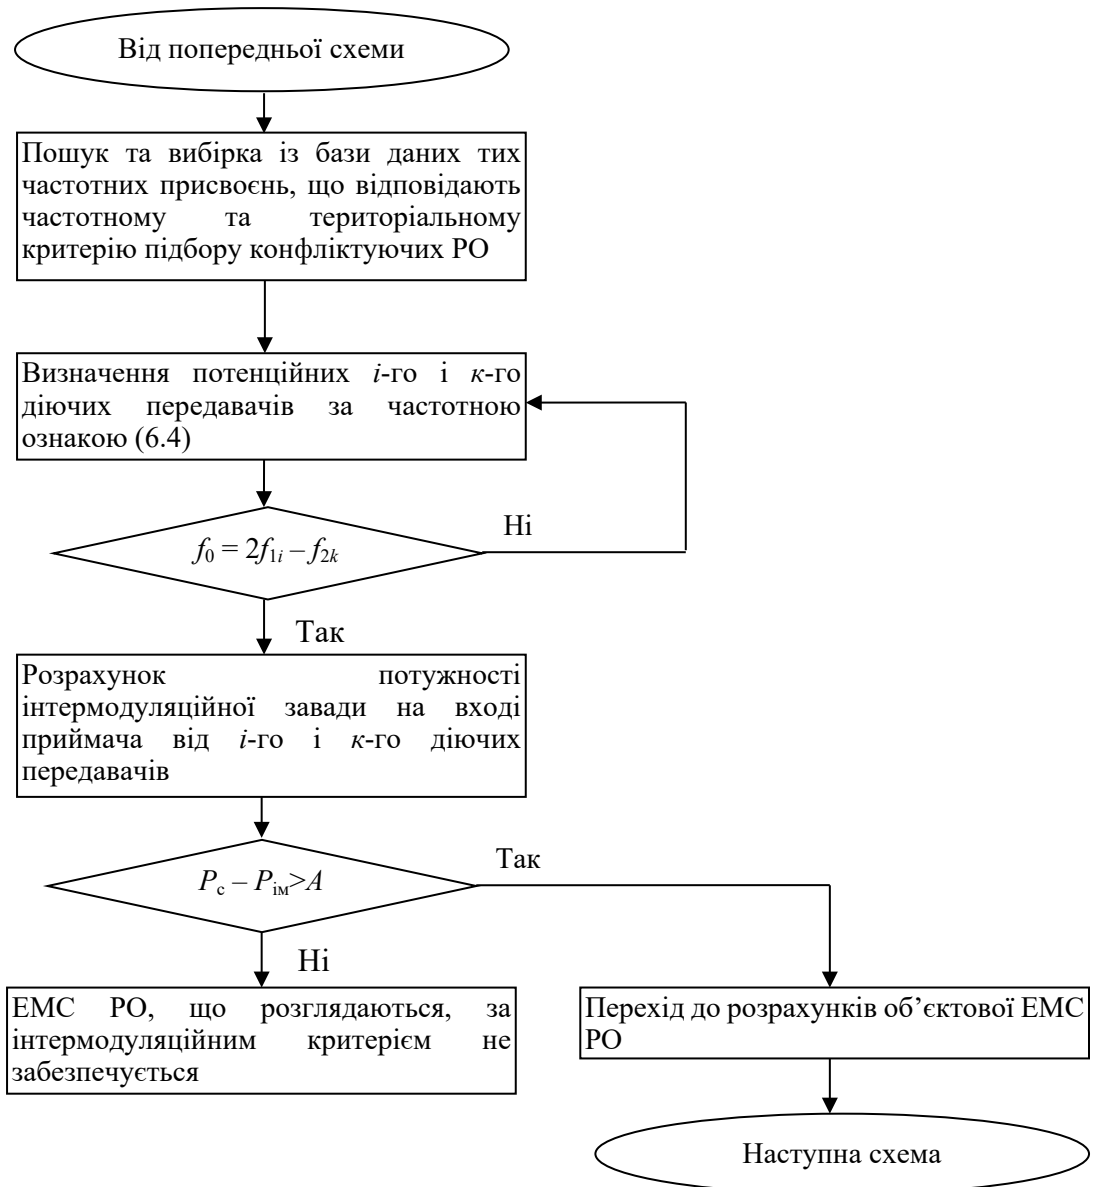 Від попередньої схеми
Пошук та вибірка із бази даних тих
частотних присвоєнь, що відповідають
частотному та територіальному
критерію підбору конфліктуючих РО
Визначення потенційних i-го і к-го
діючих передавачів за частотною
ознакою (6.4)
Ні
f₀ = 2f₁ᵢ – f₂ₖ
Так
Розрахунок потужності
інтермодуляційної завади на вході
приймача від i-го і к-го діючих
передавачів
Так
Pс – Pім>A
Ні
ЕМС РО, що розглядаються, за
інтермодуляційним критерієм не
забезпечується
Перехід до розрахунків об’єктової ЕМС
РО
Наступна схема